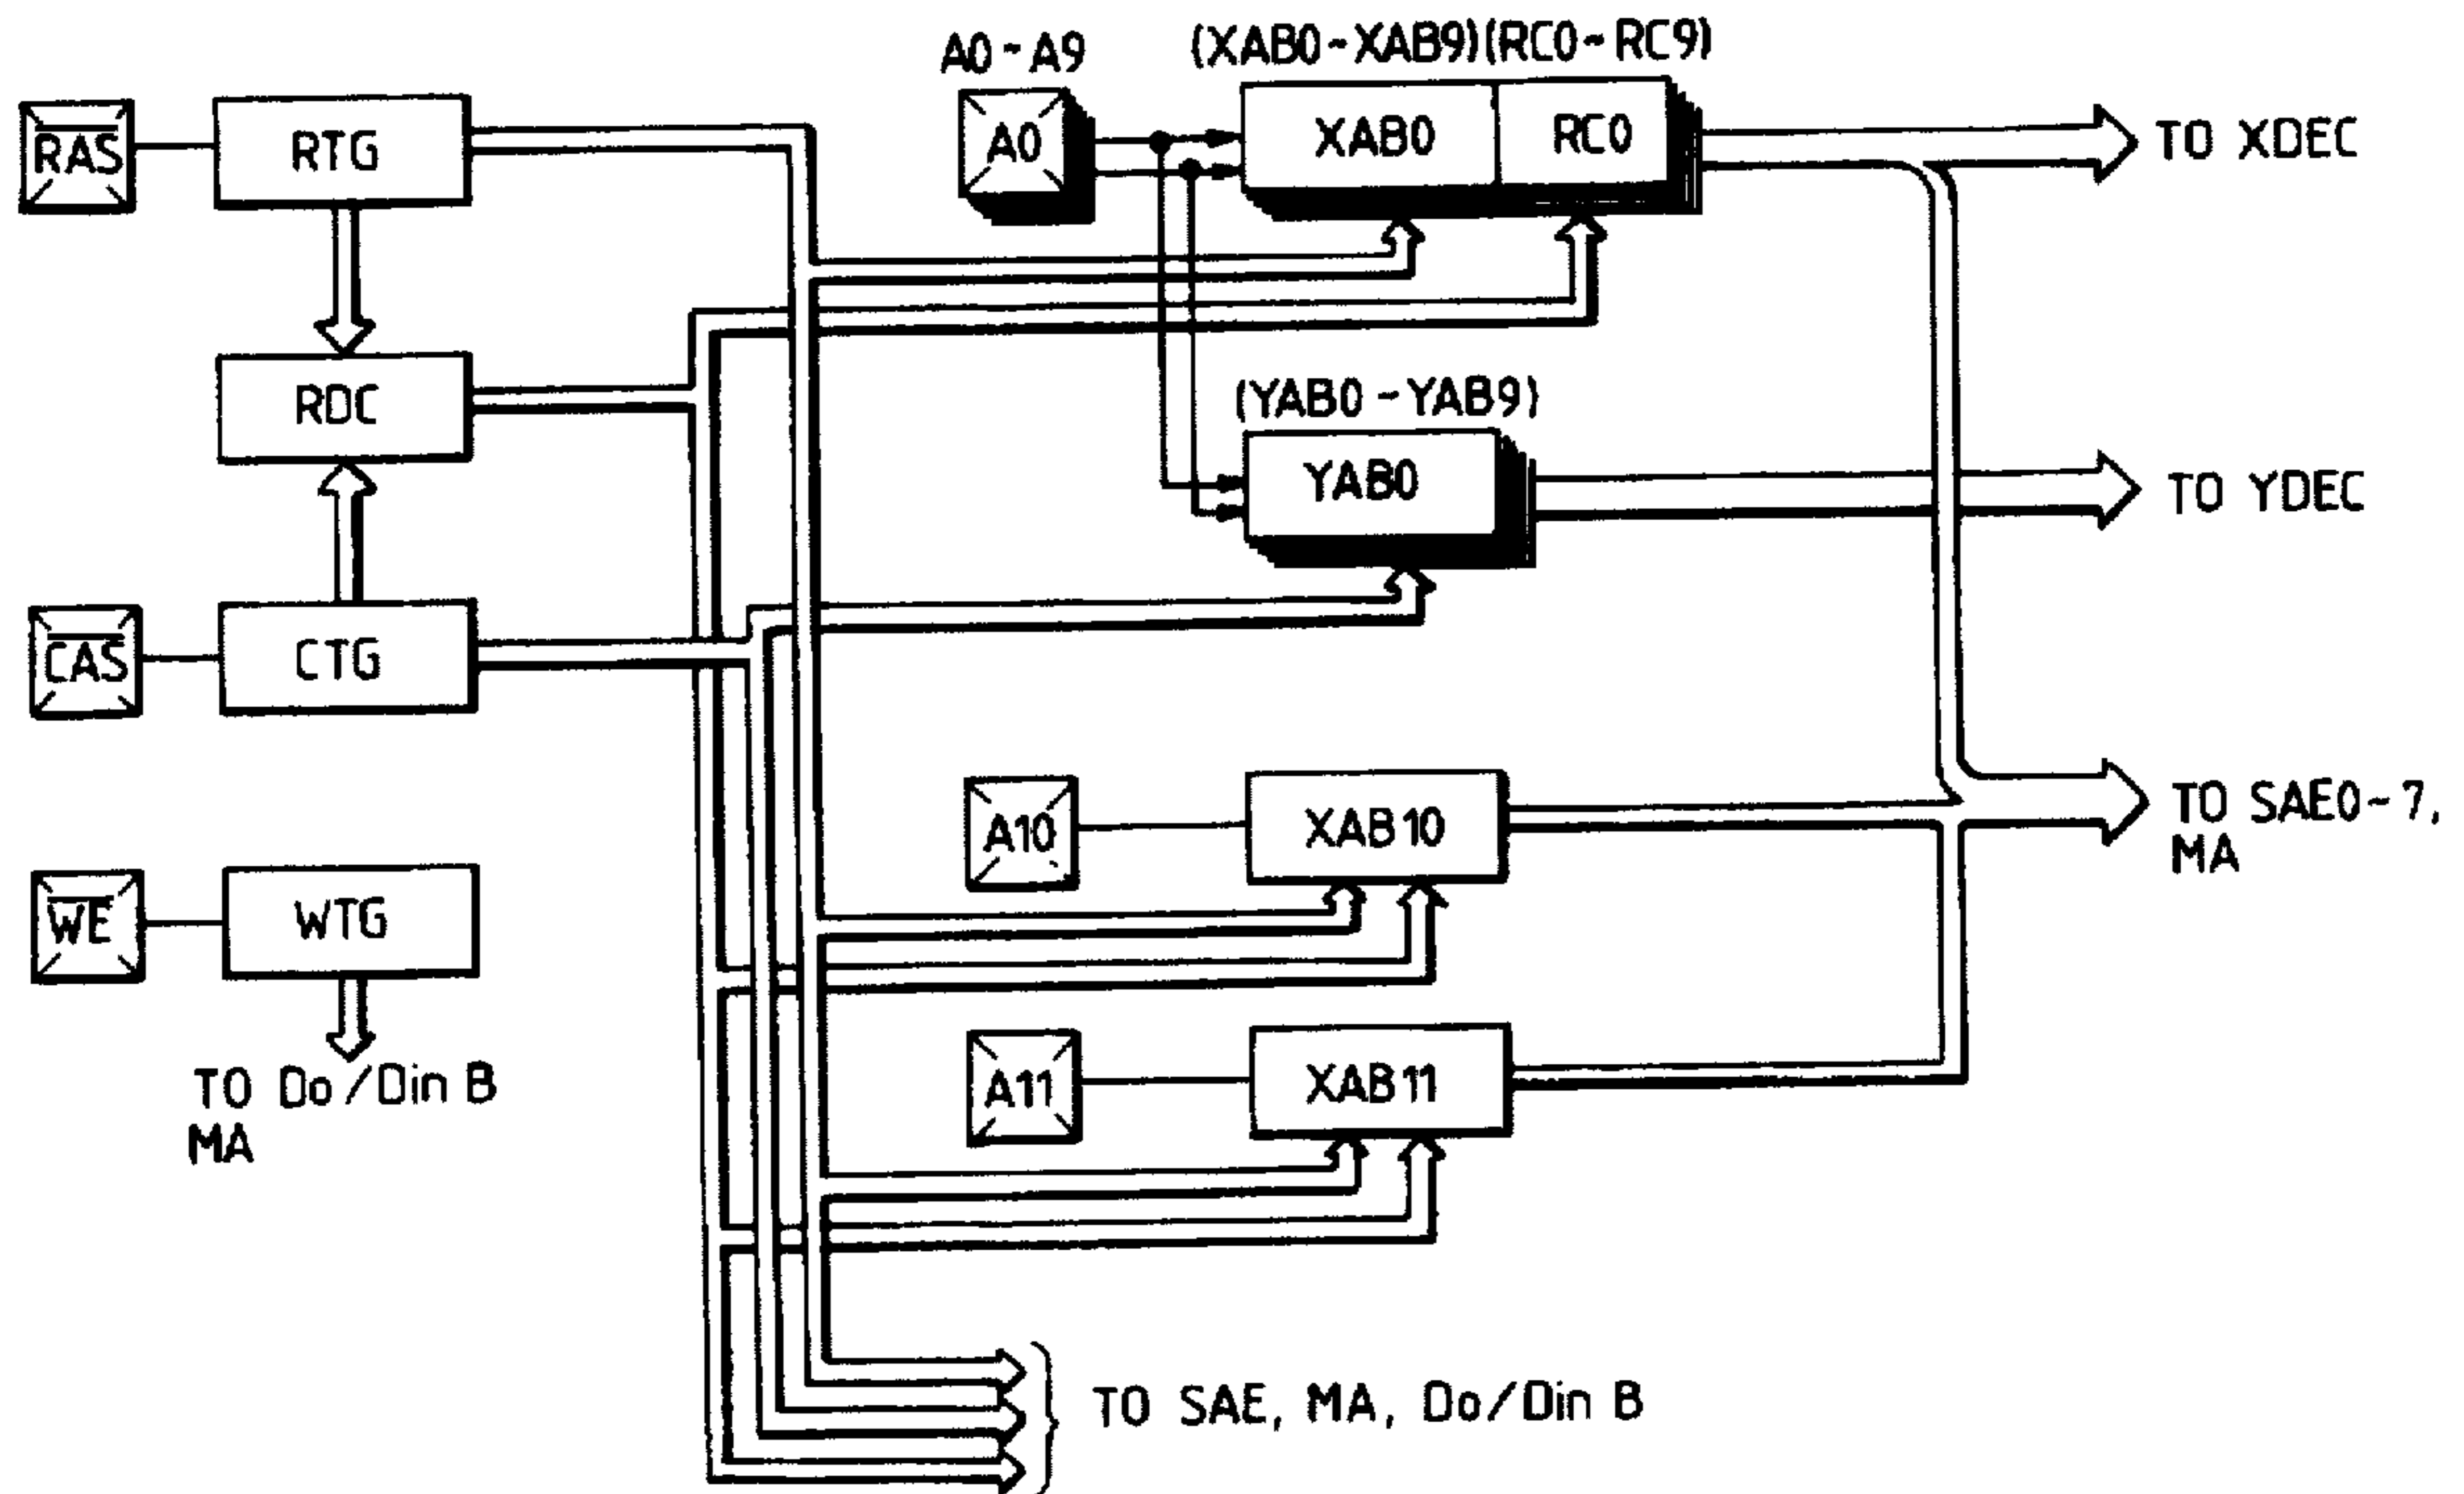 A0~A9
(XAB0~XAB9)(RC0~RC9)
RAS
RTG
A0
XAB0
RC0
TO XDEC
RDC
(YAB0~YAB9)
YAB0
TO YDEC
CAS
CTG
A10
XAB10
TO SAE0~7,
MA
WE
WTG
A11
XAB11
TO Do/Din B
MA
TO SAE, MA, Do/Din B